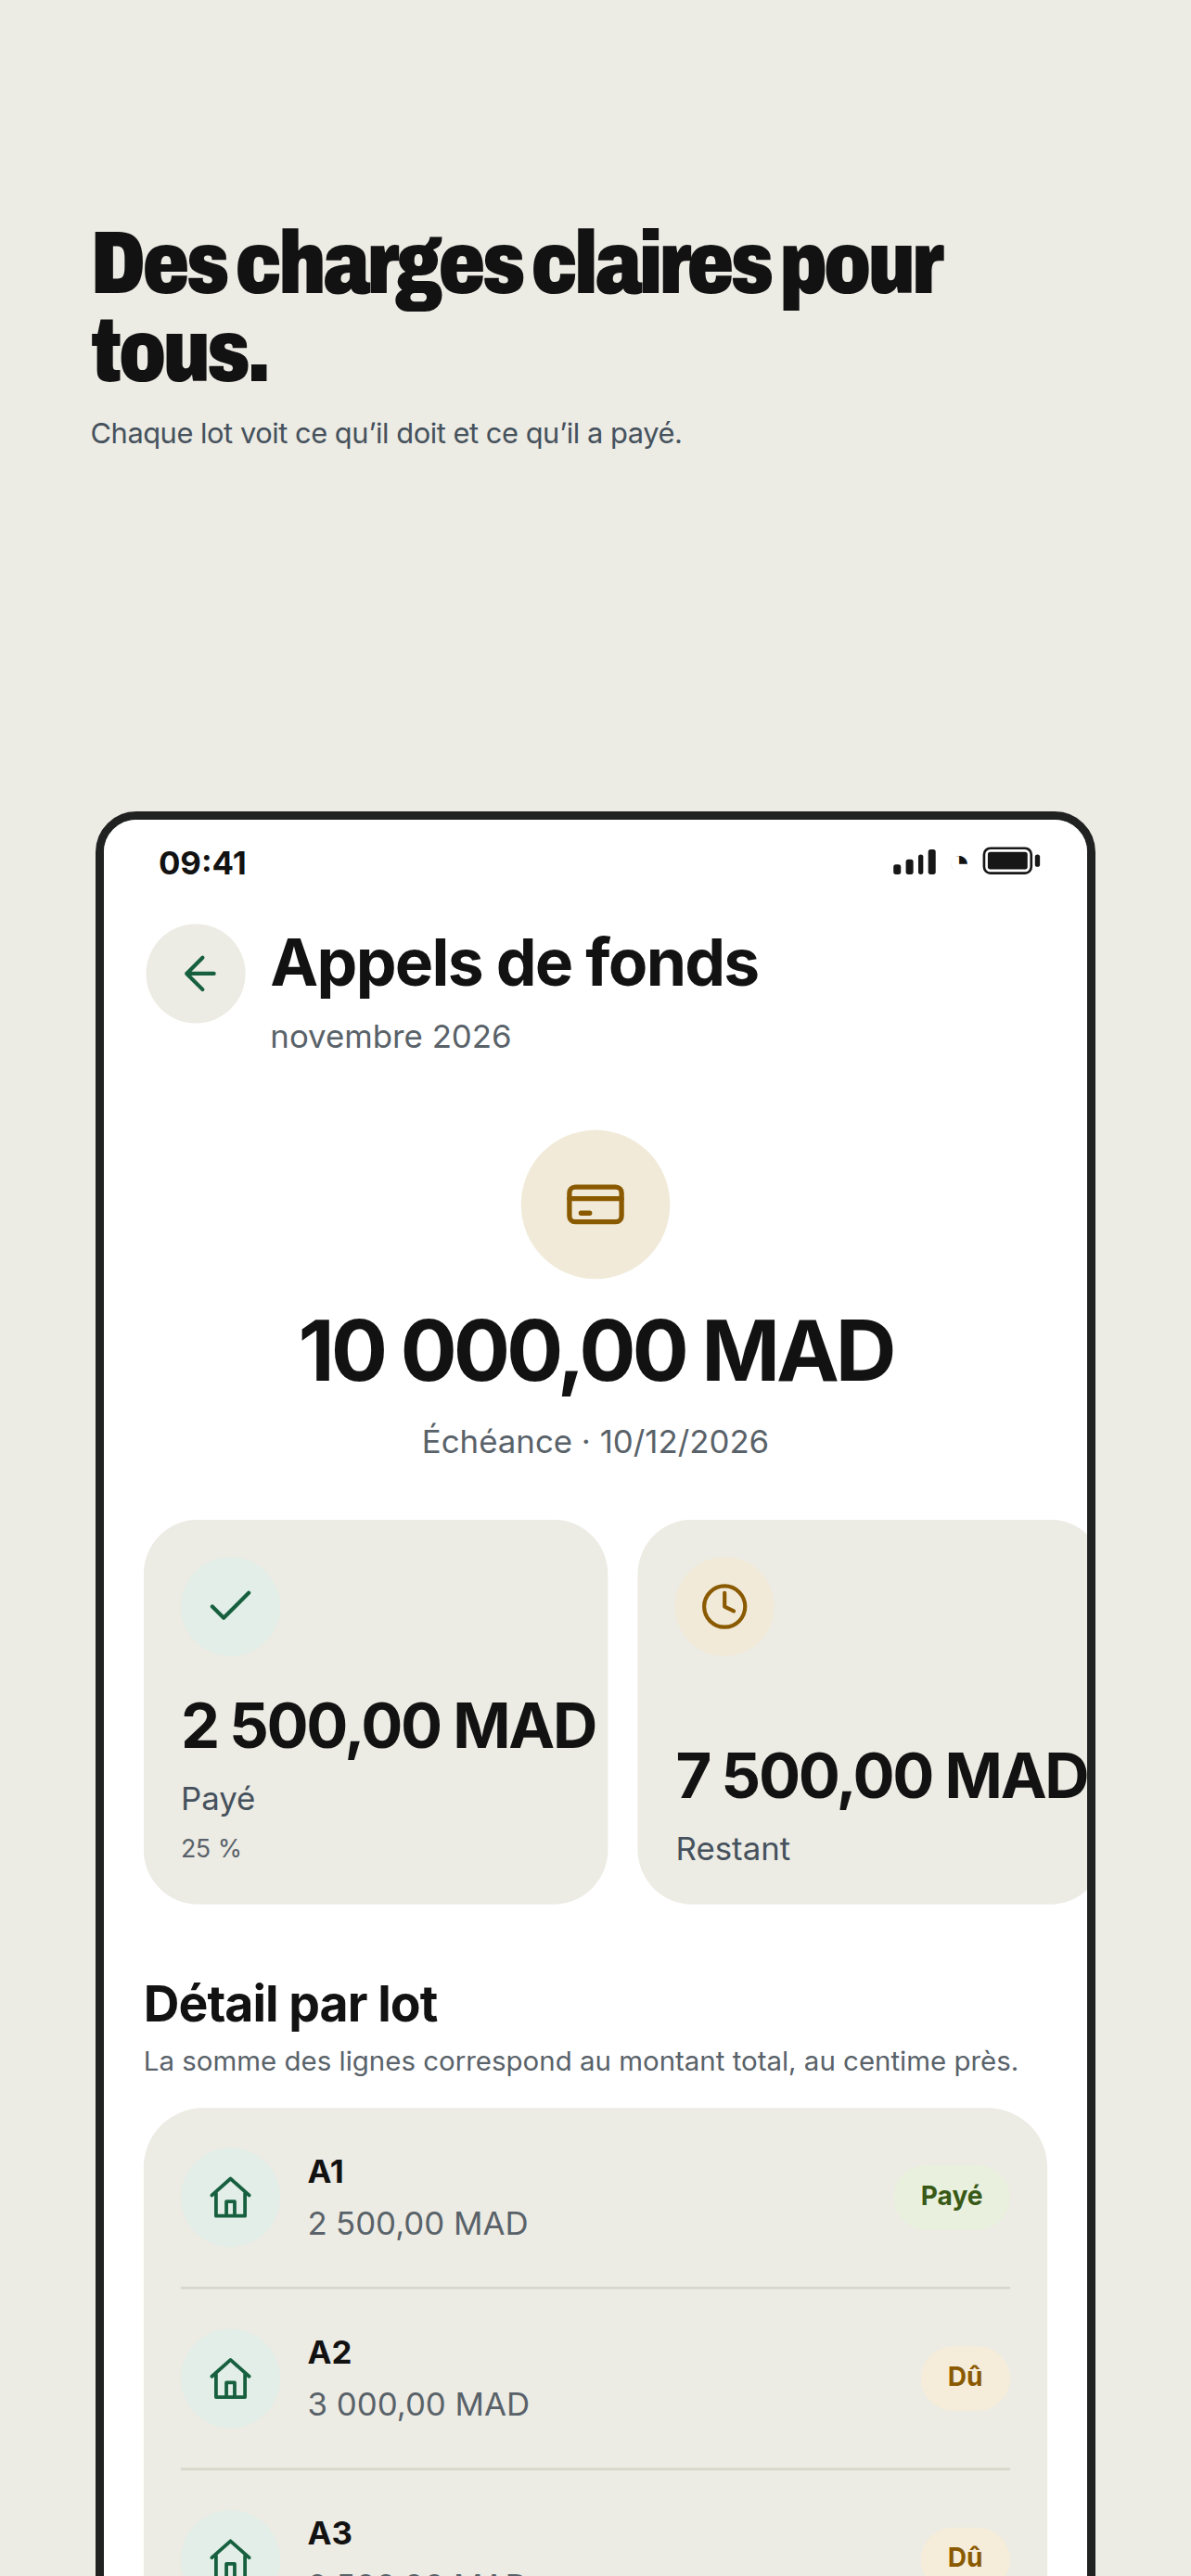 Des charges claires pour
tous.
Chaque lot voit ce qu’il doit et ce qu’il a payé.
09:41
Appels de fonds
novembre 2026
10 000,00 MAD
Échéance · 10/12/2026
2 500,00 MAD
Payé
25 %
7 500,00 MAD
Restant
Détail par lot
La somme des lignes correspond au montant total, au centime près.
A1
2 500,00 MAD
Payé
A2
3 000,00 MAD
Dû
A3
Dû